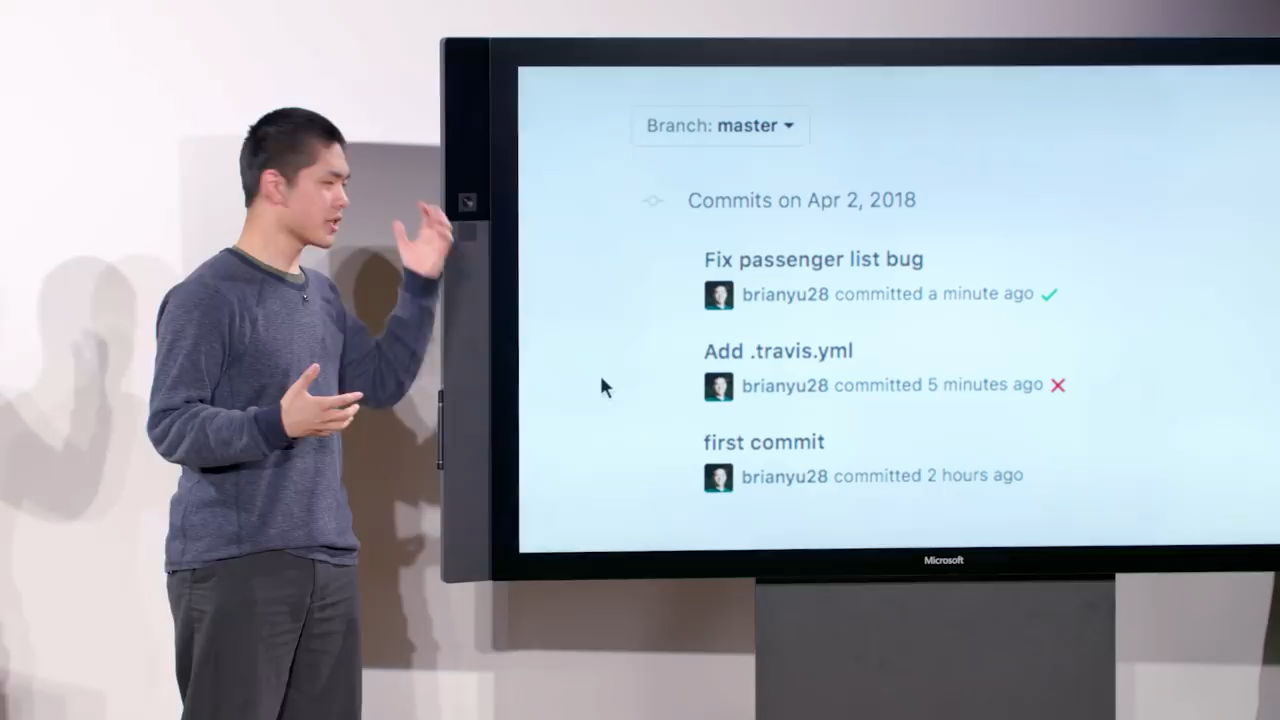 Branch: master
Commits on Apr 2, 2018
Fix passenger list bug
brianyu28 committed a minute ago
Add .travis.yml
brianyu28 committed 5 minutes ago
first commit
brianyu28 committed 2 hours ago
Microsoft